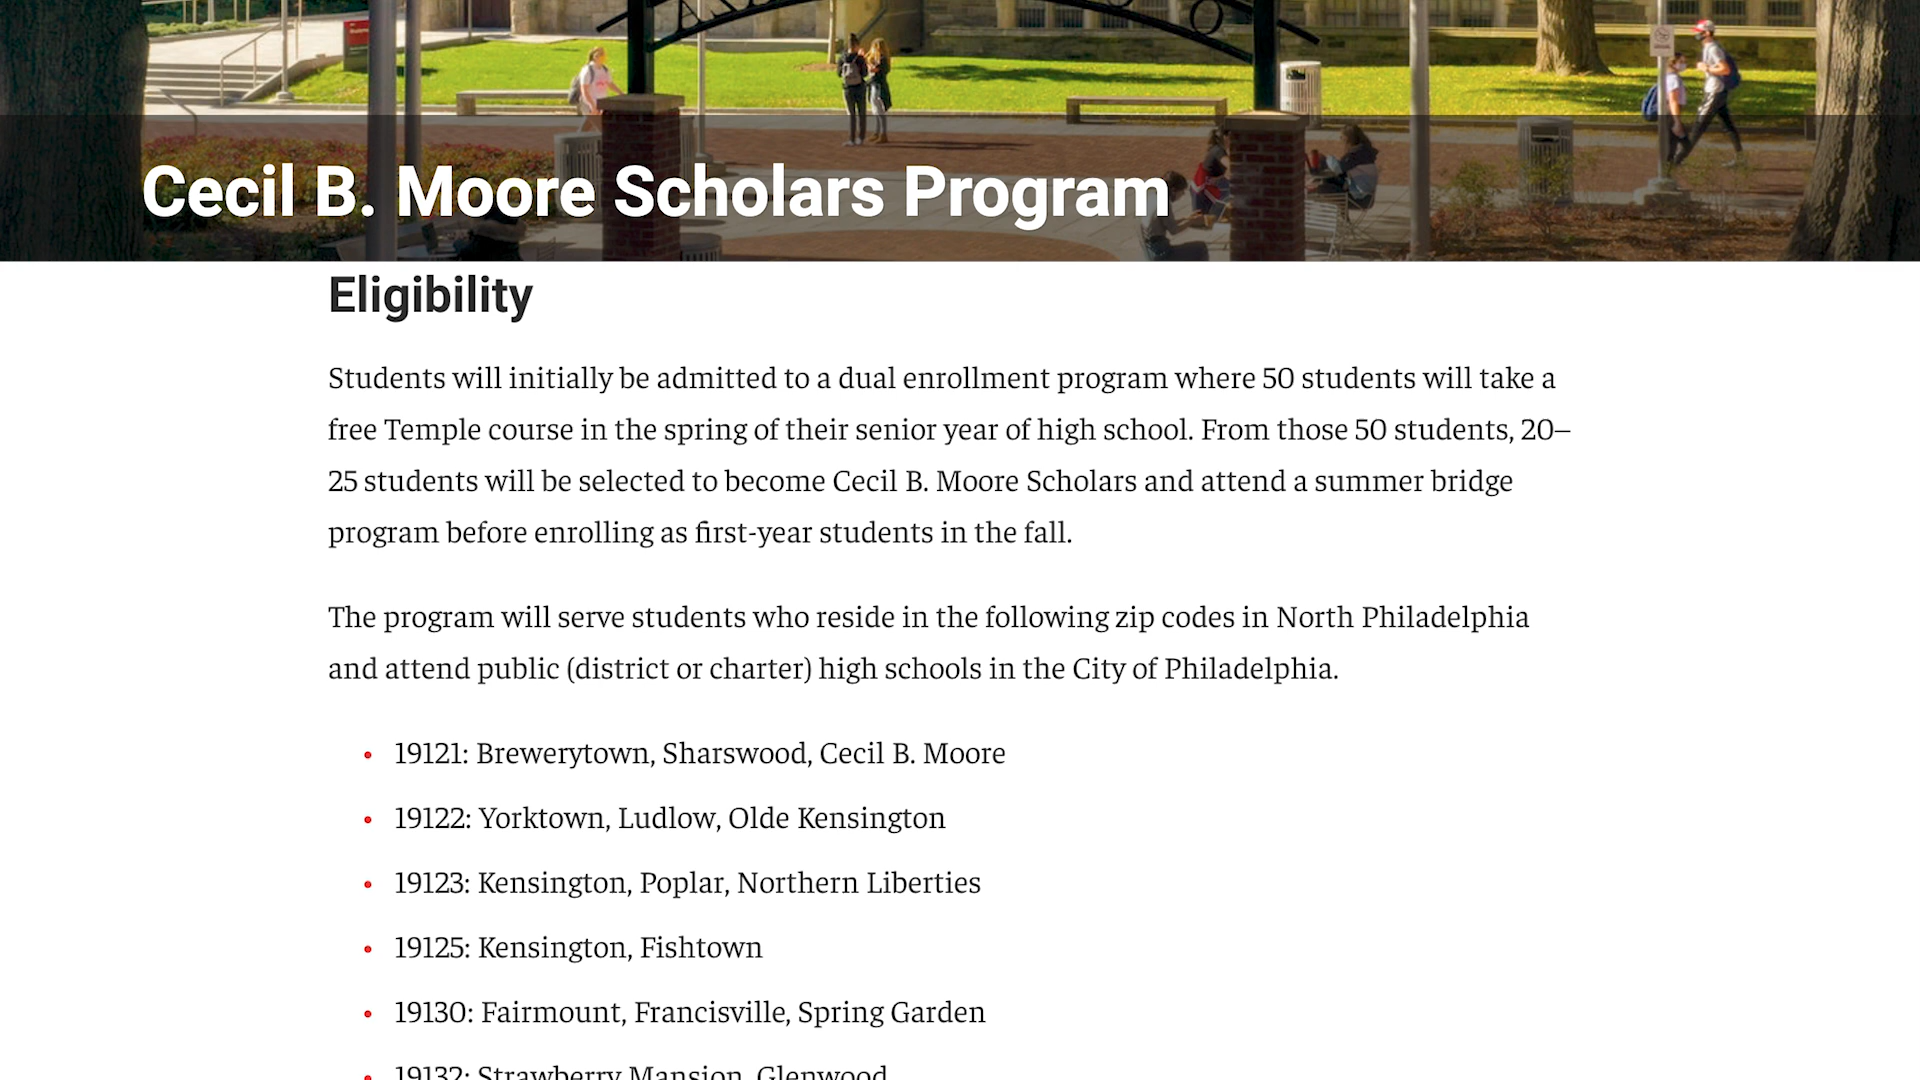 Cecil B. Moore Scholars Program
Eligibility
Students will initially be admitted to a dual enrollment program where 50 students will take a
free Temple course in the spring of their senior year of high school. From those 50 students, 20–
25 students will be selected to become Cecil B. Moore Scholars and attend a summer bridge
program before enrolling as first-year students in the fall.
The program will serve students who reside in the following zip codes in North Philadelphia
and attend public (district or charter) high schools in the City of Philadelphia.
• 19121: Brewerytown, Sharswood, Cecil B. Moore
• 19122: Yorktown, Ludlow, Olde Kensington
• 19123: Kensington, Poplar, Northern Liberties
• 19125: Kensington, Fishtown
• 19130: Fairmount, Francisville, Spring Garden
• 19132: Strawberry Mansion, Glenwood